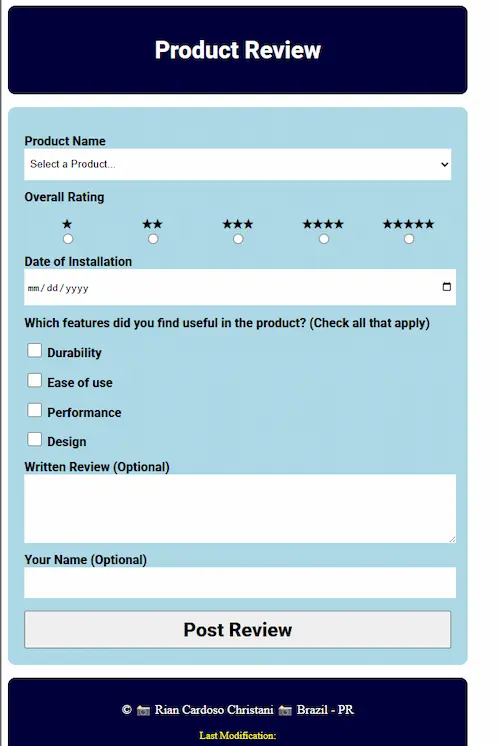 Product Review
Product Name
Select a Product...
Overall Rating
★ ★★ ★★★ ★★★★ ★★★★★
Date of Installation
mm/dd/yyyy
Which features did you find useful in the product? (Check all that apply)
Durability
Ease of use
Performance
Design
Written Review (Optional)
Your Name (Optional)
Post Review
© 📷 Rian Cardoso Christani 📷 Brazil - PR
Last Modification: